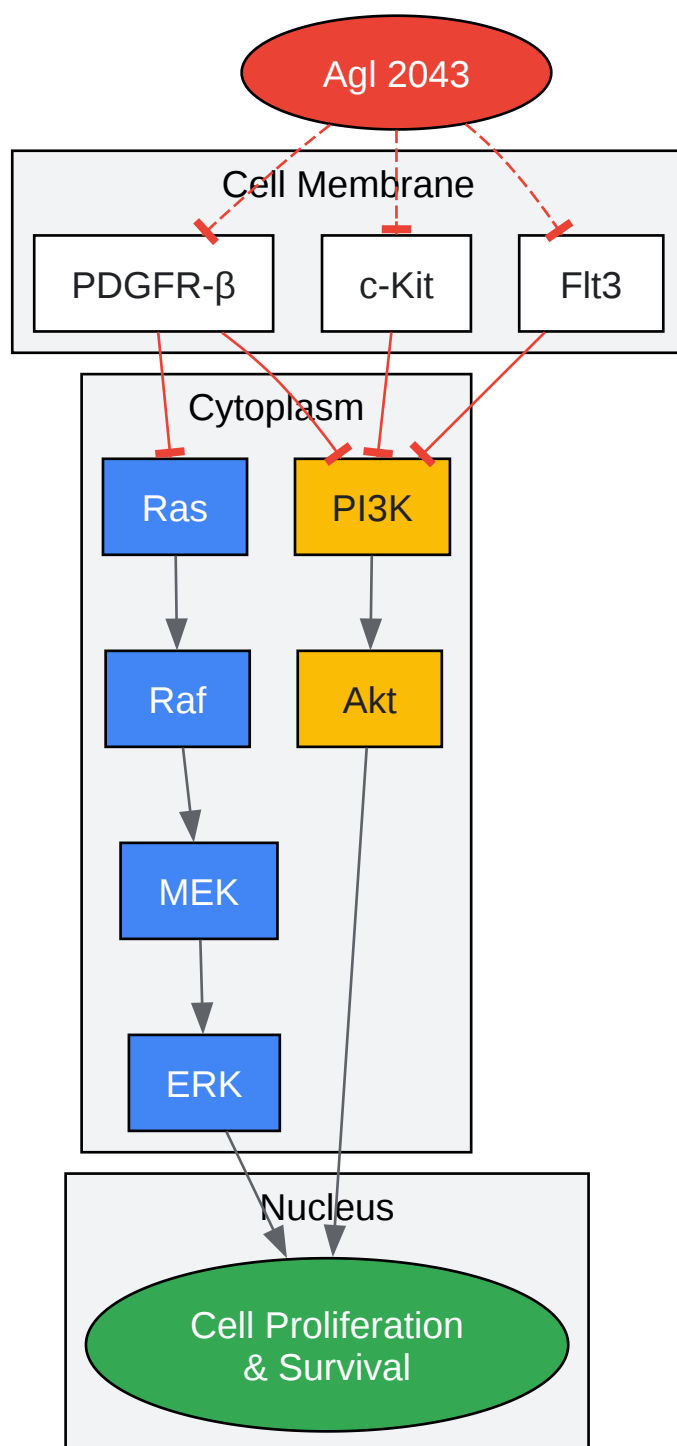 Agl 2043
Cell Membrane
PDGFR-β
c-Kit
Flt3
Cytoplasm
Ras
PI3K
Raf
Akt
MEK
ERK
Nucleus
Cell Proliferation
& Survival